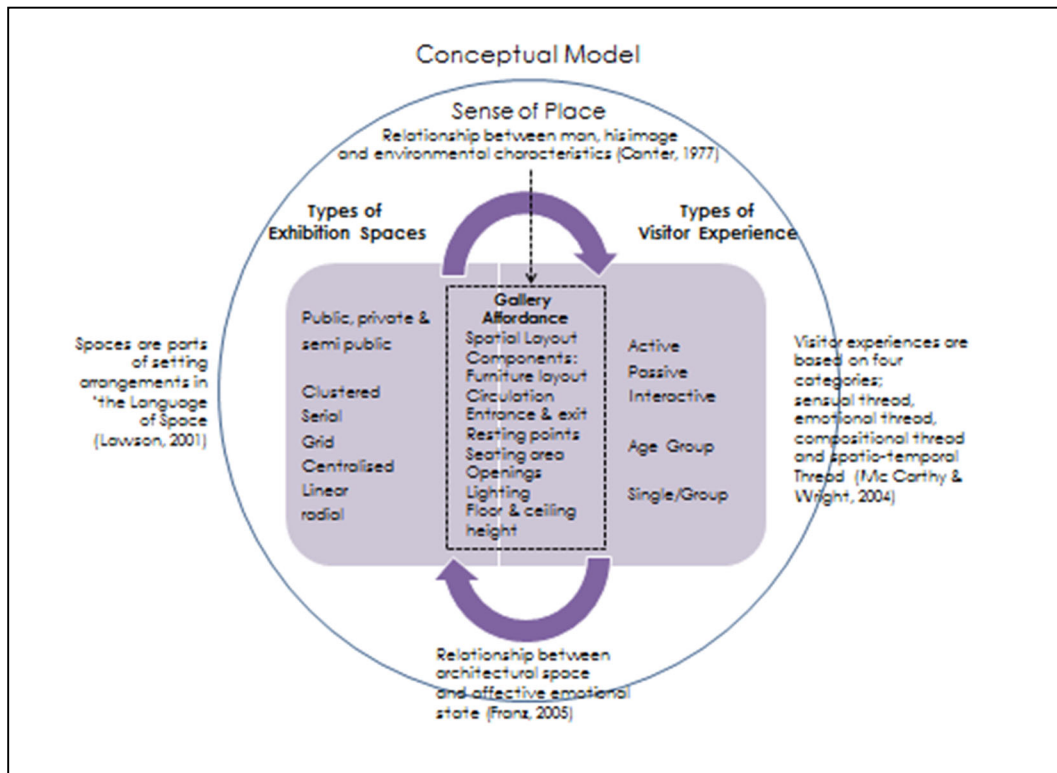 Conceptual Model
Sense of Place
Relationship between man, his image
and environmental characteristics (Canter, 1977)
Types of
Exhibition Spaces
Types of
Visitor Experience
Spaces are parts
of setting
arrangements in
'the Language
of Space
(Lawson, 2001)
Public, private &
semi public
Clustered
Serial
Grid
Centralised
Linear
radial
Gallery
Affordance
Spatial Layout
Components:
Furniture layout
Circulation
Entrance & exit
Resting points
Seating area
Openings
Lighting
Floor & ceiling
height
Active
Passive
Interactive
Age Group
Single/Group
Visitor experiences are
based on four
categories;
sensual thread,
emotional thread,
compositional thread
and spatio-temporal
Thread (Mc Carthy &
Wright, 2004)
Relationship between
architectural space
and affective emotional
state (Franz, 2005)